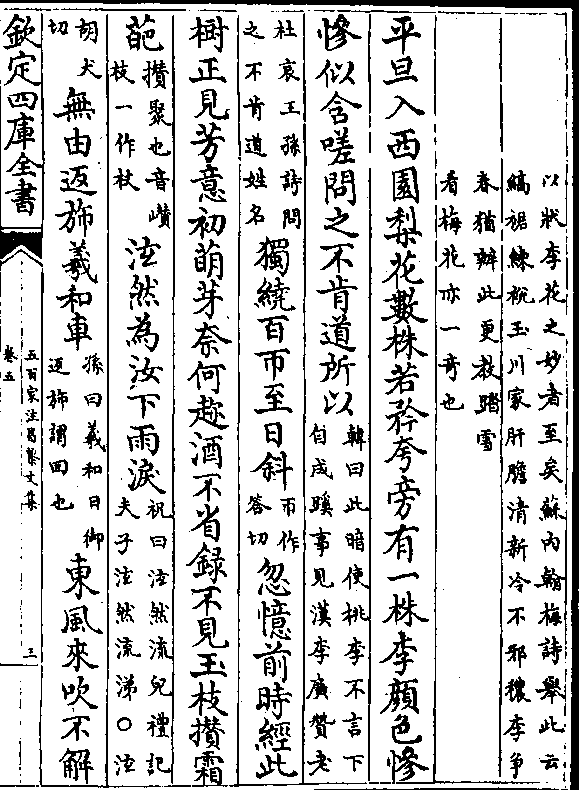 以狀李花之妙者至矣蘇内翰梅詩舉此云
縞裙練帨玉川家肝膽清新冷不邪穠李爭
春猶辦此更教踏雪
看梅花亦一奇也
平旦入西園梨花數株若矜夸旁有一株李顔色慘
慘似含嗟問之不肯道所以
韓曰此暗使桃李不言下
自成蹊事見漢李廣贊老
杜哀王孫詩問
之不肯道姓名
獨繞百帀至日斜
帀作
答切
忽憶前時經此
樹正見芳意初萌芽奈何趂酒不省録不見玉枝攢霜
葩
攢聚也音巑
枝一作杖
泫然為汝下雨淚
祝曰泫然流皃禮記
夫子泫然流涕○泫
胡犬
切
無由返斾羲和車
孫曰羲和日御
返斾謂回也
東風來吹不解
欽定四庫全書
五百家注昌黎文集
卷五
三